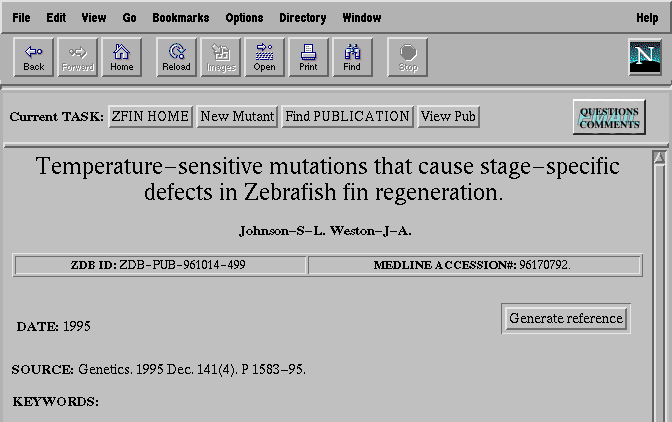 File Edit View Go Bookmarks Options Directory Window Help
Back Forward Home Reload Images Open Print Find Stop N
Current TASK: ZFIN HOME New Mutant Find PUBLICATION View Pub QUESTIONS
COMMENTS
Temperature-sensitive mutations that cause stage-specific
defects in Zebrafish fin regeneration.
Johnson-S-L. Weston-J-A.
ZDB ID: ZDB-PUB-961014-499 MEDLINE ACCESSION#: 96170792.
Generate reference
DATE: 1995
SOURCE: Genetics. 1995 Dec. 141(4). P 1583-95.
KEYWORDS: